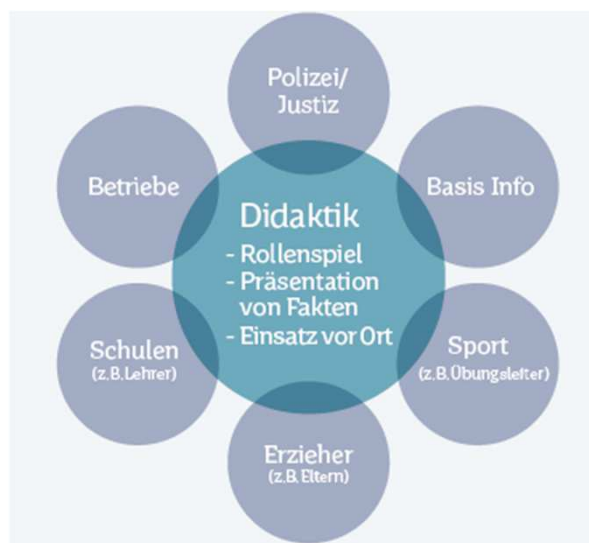 Polizei/
Justiz
Betriebe
Basis Info
Didaktik
- Rollenspiel
- Präsentation
von Fakten
- Einsatz vor Ort
Schulen
(z.B.Lehrer)
Sport
(z.B.Übungsleiter)
Erzieher
(z.B.Eltern)